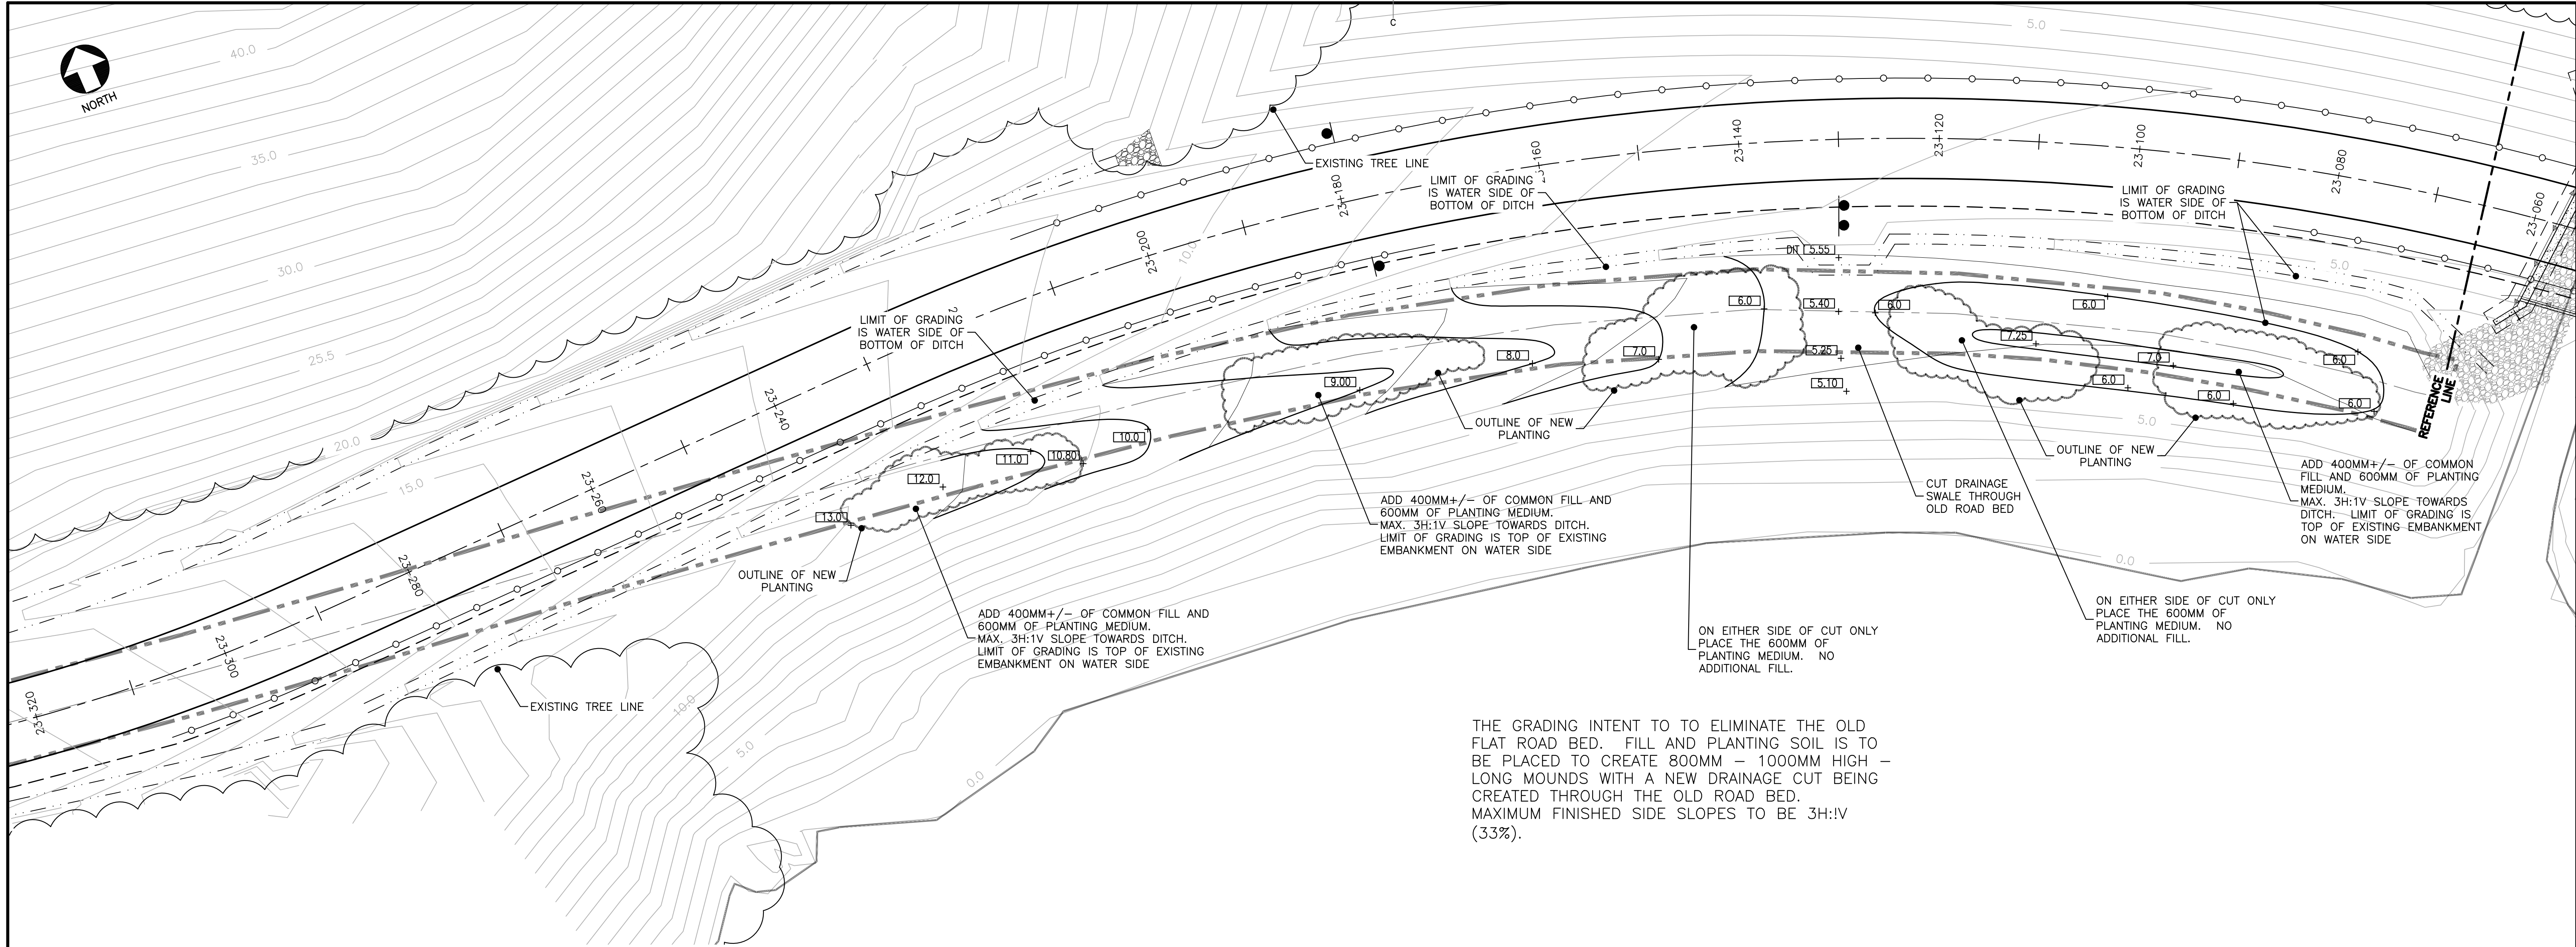 NORTH
40.0
35.0
30.0
25.5
20.0
15.0
10.0
5.0
0.0
C
5.0
EXISTING TREE LINE
LIMIT OF GRADING
IS WATER SIDE OF
BOTTOM OF DITCH
LIMIT OF GRADING
IS WATER SIDE OF
BOTTOM OF DITCH
LIMIT OF GRADING
IS WATER SIDE OF
BOTTOM OF DITCH
23+320
23+300
23+280
23+260
23+240
23+200
23+180
23+140
23+120
23+100
23+080
23+060
10.0
5.0
5.0
0.0
DIT 5.55
5.40
5.25
5.10
6.0
7.0
8.0
9.00
10.0
10.80
11.0
12.0
13.0
6.0
6.0
7.25
7.0
6.0
6.0
6.0
6.0
REFERENCE
LINE
OUTLINE OF NEW
PLANTING
OUTLINE OF NEW
PLANTING
OUTLINE OF NEW
PLANTING
EXISTING TREE LINE
ADD 400MM+/- OF COMMON FILL AND
600MM OF PLANTING MEDIUM.
MAX. 3H:1V SLOPE TOWARDS DITCH.
LIMIT OF GRADING IS TOP OF EXISTING
EMBANKMENT ON WATER SIDE
ADD 400MM+/- OF COMMON FILL AND
600MM OF PLANTING MEDIUM.
MAX. 3H:1V SLOPE TOWARDS DITCH.
LIMIT OF GRADING IS TOP OF EXISTING
EMBANKMENT ON WATER SIDE
ON EITHER SIDE OF CUT ONLY
PLACE THE 600MM OF
PLANTING MEDIUM. NO
ADDITIONAL FILL.
CUT DRAINAGE
SWALE THROUGH
OLD ROAD BED
ON EITHER SIDE OF CUT ONLY
PLACE THE 600MM OF
PLANTING MEDIUM. NO
ADDITIONAL FILL.
ADD 400MM+/- OF COMMON
FILL AND 600MM OF PLANTING
MEDIUM.
MAX. 3H:1V SLOPE TOWARDS
DITCH. LIMIT OF GRADING IS
TOP OF EXISTING EMBANKMENT
ON WATER SIDE
THE GRADING INTENT TO TO ELIMINATE THE OLD
FLAT ROAD BED. FILL AND PLANTING SOIL IS TO
BE PLACED TO CREATE 800MM – 1000MM HIGH –
LONG MOUNDS WITH A NEW DRAINAGE CUT BEING
CREATED THROUGH THE OLD ROAD BED.
MAXIMUM FINISHED SIDE SLOPES TO BE 3H:!V
(33%).